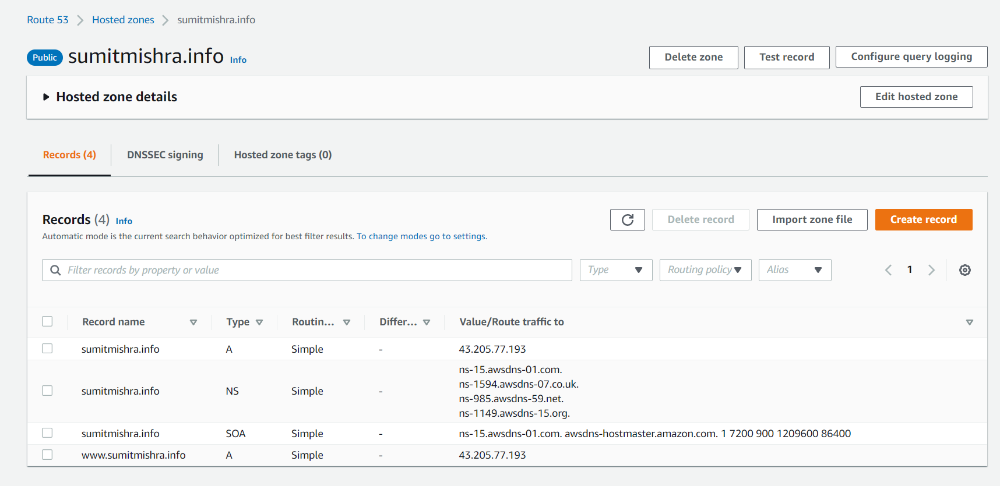 Route 53 Hosted zones sumitmishra.info
Public sumitmishra.info Info
Delete zone Test record Configure query logging
Hosted zone details Edit hosted zone
Records (4) DNSSEC signing Hosted zone tags (0)
Records (4) Info
Delete record Import zone file Create record
Automatic mode is the current search behavior optimized for best filter results. To change modes go to settings.
Filter records by property or value Type Routing policy Alias 1
Record name Type Routin... Differ... Value/Route traffic to
sumitmishra.info A Simple - 43.205.77.193
sumitmishra.info NS Simple - ns-15.awsdns-01.com.
ns-1594.awsdns-07.co.uk.
ns-985.awsdns-59.net.
ns-1149.awsdns-15.org.
sumitmishra.info SOA Simple - ns-15.awsdns-01.com. awsdns-hostmaster.amazon.com. 1 7200 900 1209600 86400
www.sumitmishra.info A Simple - 43.205.77.193